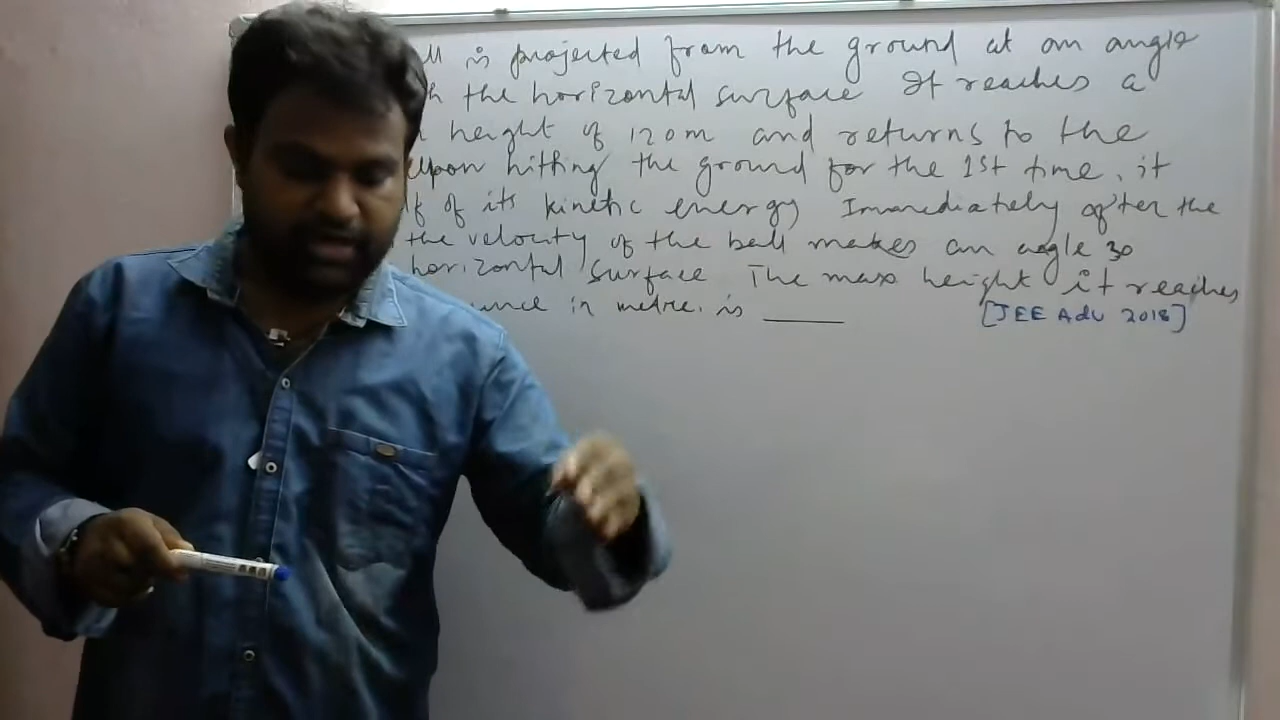 is projected from the ground at an angle
the horizontal surface It reaches a
height of 120m and returns to the
upon hitting the ground for the 1st time, it
of its kinetic energy Immediately after the
the velocity of the ball makes an angle 30
horizontal surface The max height it reaches
in metre. is ______ [JEE Adv 2018]